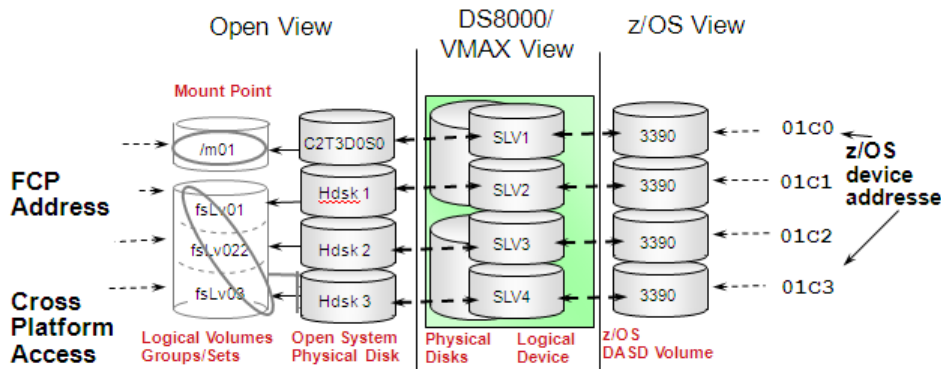 Open View
DS8000/
VMAX View
z/OS View
Mount Point
/m01
C2T3D0S0
SLV1
3390
01C0
z/OS
device
addresse
FCP
Address
fsLv01
Hdsk 1
SLV2
3390
01C1
fsLv022
Hdsk 2
SLV3
3390
01C2
Cross
Platform
Access
fsLv03
Hdsk 3
SLV4
3390
01C3
Logical Volumes
Groups/Sets
Open System
Physical Disk
Physical
Disks
Logical
Device
z/OS
DASD Volume